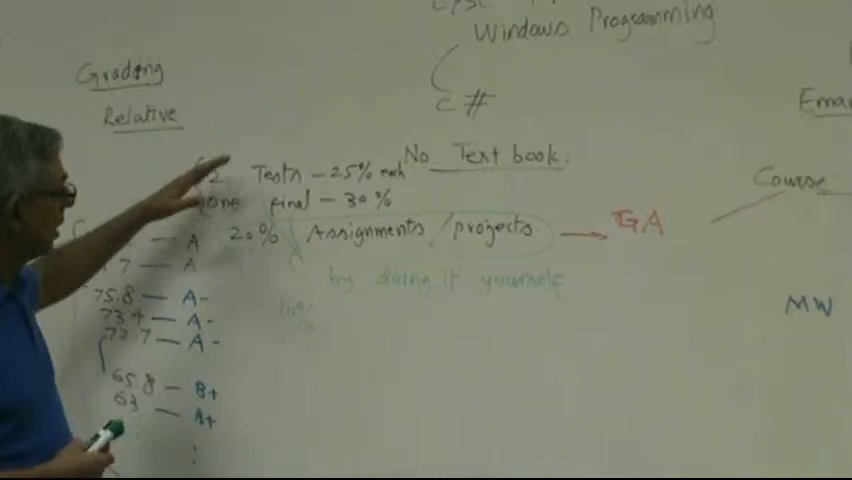 Grading
Relative
Windows Programming
C#
No Text book:
2 Tests - 25% each
one final - 30%
20% Assignments / projects → GA
by doing it yourself
Course
MW
— A
7 — A
75.8 — A-
73.4 — A-
72.7 — A-
65.8 — B+
63 —
: